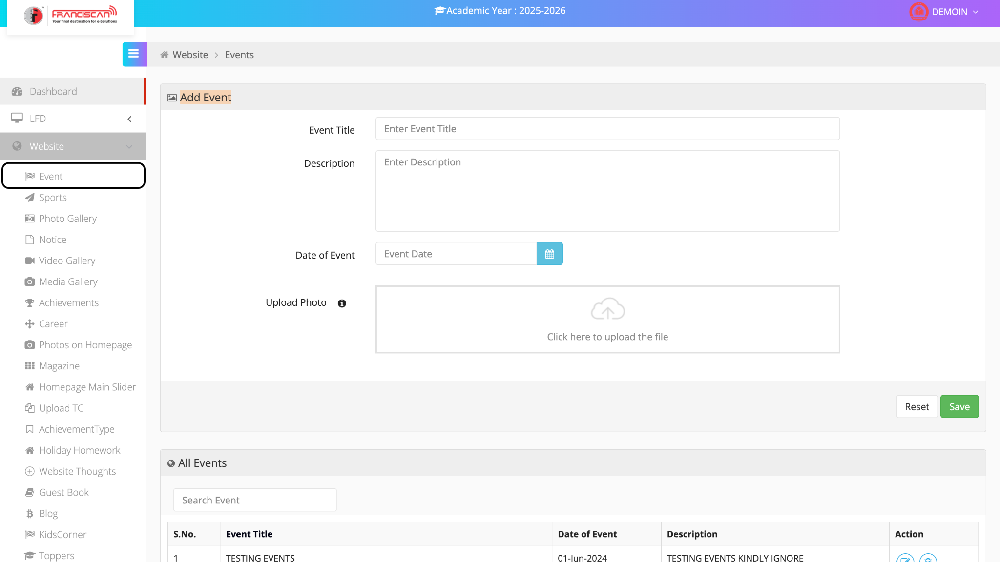 FRANCISCAN
Your final destination for e-Solutions
Academic Year : 2025-2026
DEMOIN
Website > Events
Dashboard
LFD
Website
Event
Sports
Photo Gallery
Notice
Video Gallery
Media Gallery
Achievements
Career
Photos on Homepage
Magazine
Homepage Main Slider
Upload TC
AchievementType
Holiday Homework
Website Thoughts
Guest Book
Blog
KidsCorner
Toppers
Add Event
Event Title
Enter Event Title
Description
Enter Description
Date of Event
Event Date
Upload Photo
Click here to upload the file
Reset
Save
All Events
Search Event
S.No. Event Title Date of Event Description Action
1 TESTING EVENTS 01-Jun-2024 TESTING EVENTS KINDLY IGNORE